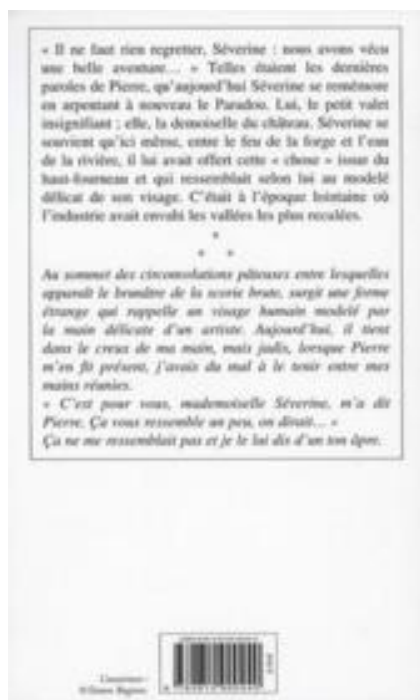 « Il ne faut rien regretter, Séverine : nous avons vécu
une belle aventure… » Telles étaient les dernières
paroles de Pierre, qu'aujourd'hui Séverine se remémore
en arpentant à nouveau le Paradou. Lui, le petit valet
insignifiant ; elle, la demoiselle du château. Séverine se
souvient qu'ici même, entre le feu de la forge et l'eau
de la rivière, il lui avait offert cette « chose » issue du
haut-fourneau et qui ressemblait selon lui au modelé
délicat de son visage. C'était à l'époque lointaine où
l'industrie avait envahi les vallées les plus reculées.
*
* *
Au sommet des circonvolutions pâteuses entre lesquelles
apparaît le brunâtre de la scorie brute, surgit une forme
étrange qui rappelle un visage humain modelé par
la main délicate d'un artiste. Aujourd'hui, il tient
dans le creux de ma main, mais jadis, lorsque Pierre
m'en fit présent, j'avais du mal à le tenir entre mes
mains réunies.
« C'est pour vous, mademoiselle Séverine, m'a dit
Pierre. Ça vous ressemble un peu, on dirait… »
Ça ne me ressemblait pas et je le lui dis d'un ton âpre.
Couverture :